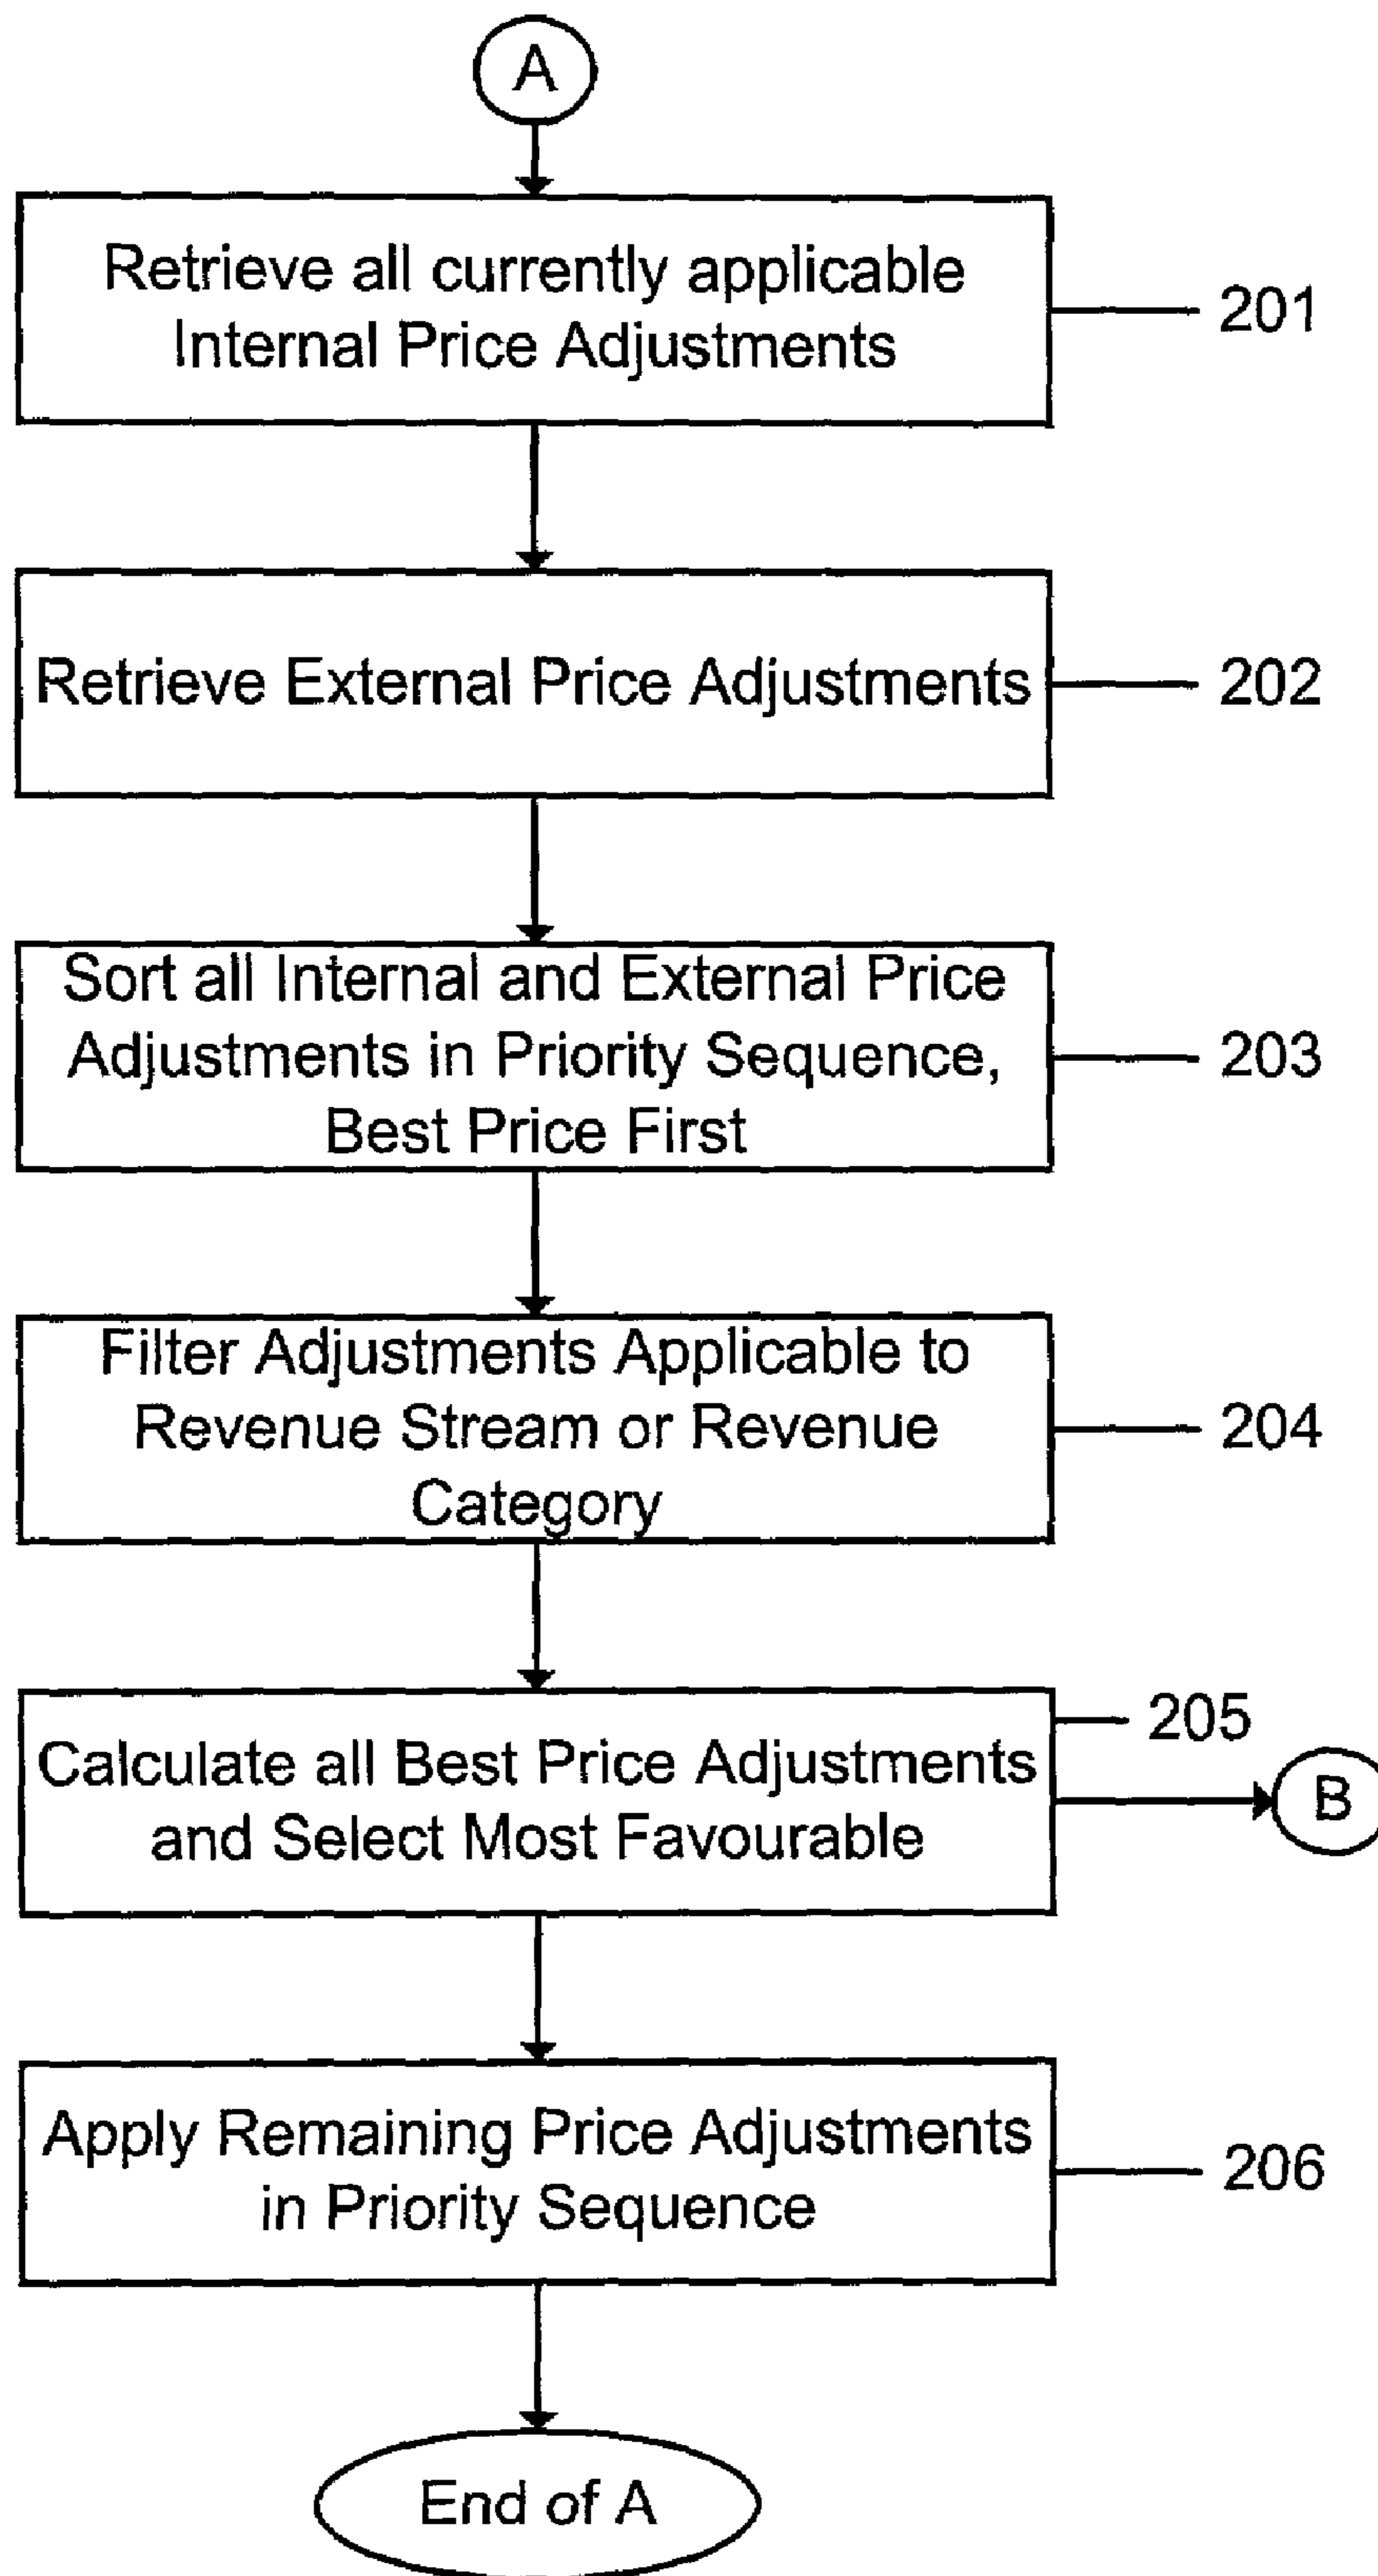 A
Retrieve all currently applicable
Internal Price Adjustments
201
Retrieve External Price Adjustments
202
Sort all Internal and External Price
Adjustments in Priority Sequence,
Best Price First
203
Filter Adjustments Applicable to
Revenue Stream or Revenue
Category
204
Calculate all Best Price Adjustments
and Select Most Favourable
205
B
Apply Remaining Price Adjustments
in Priority Sequence
206
End of A